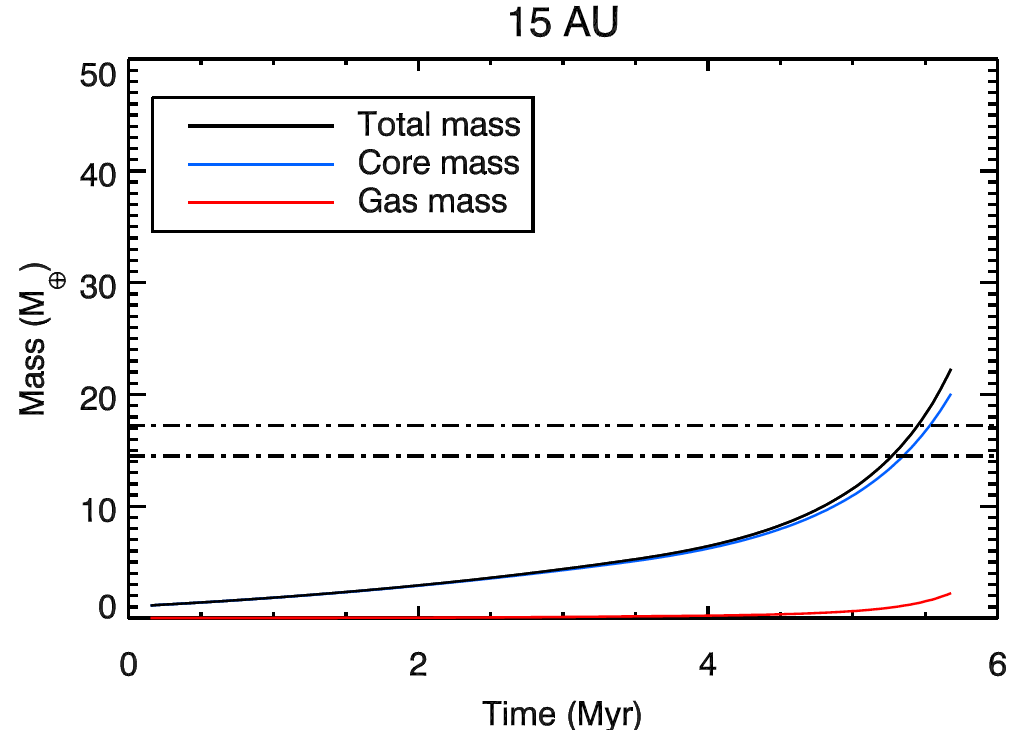 15 AU
50
40
30
20
10
0
Mass (M⊕)
Total mass
Core mass
Gas mass
0 2 4 6
Time (Myr)